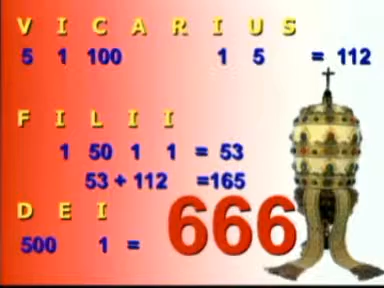 V I C A R I U S
5 1 100 1 5 = 112
F I L I I
1 50 1 1 = 53
53 + 112 =165
D E I
500 1 = 666